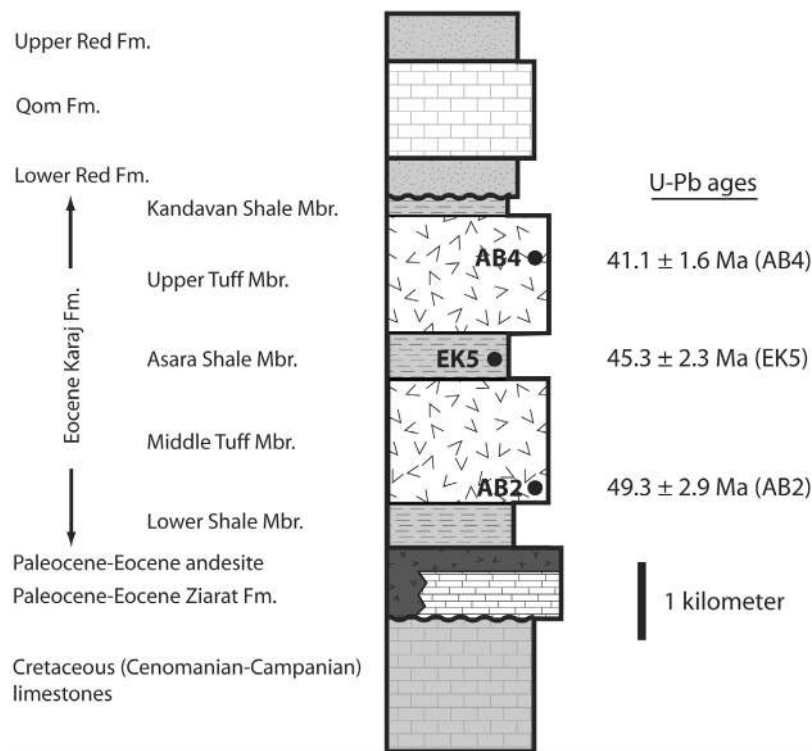 Upper Red Fm.
Qom Fm.
Lower Red Fm.
U-Pb ages
Kandavan Shale Mbr.
AB4
41.1 ± 1.6 Ma (AB4)
Upper Tuff Mbr.
Eocene Karaj Fm.
Asara Shale Mbr.
EK5
45.3 ± 2.3 Ma (EK5)
Middle Tuff Mbr.
AB2
49.3 ± 2.9 Ma (AB2)
Lower Shale Mbr.
Paleocene-Eocene andesite
Paleocene-Eocene Ziarat Fm.
1 kilometer
Cretaceous (Cenomanian-Campanian)
limestones